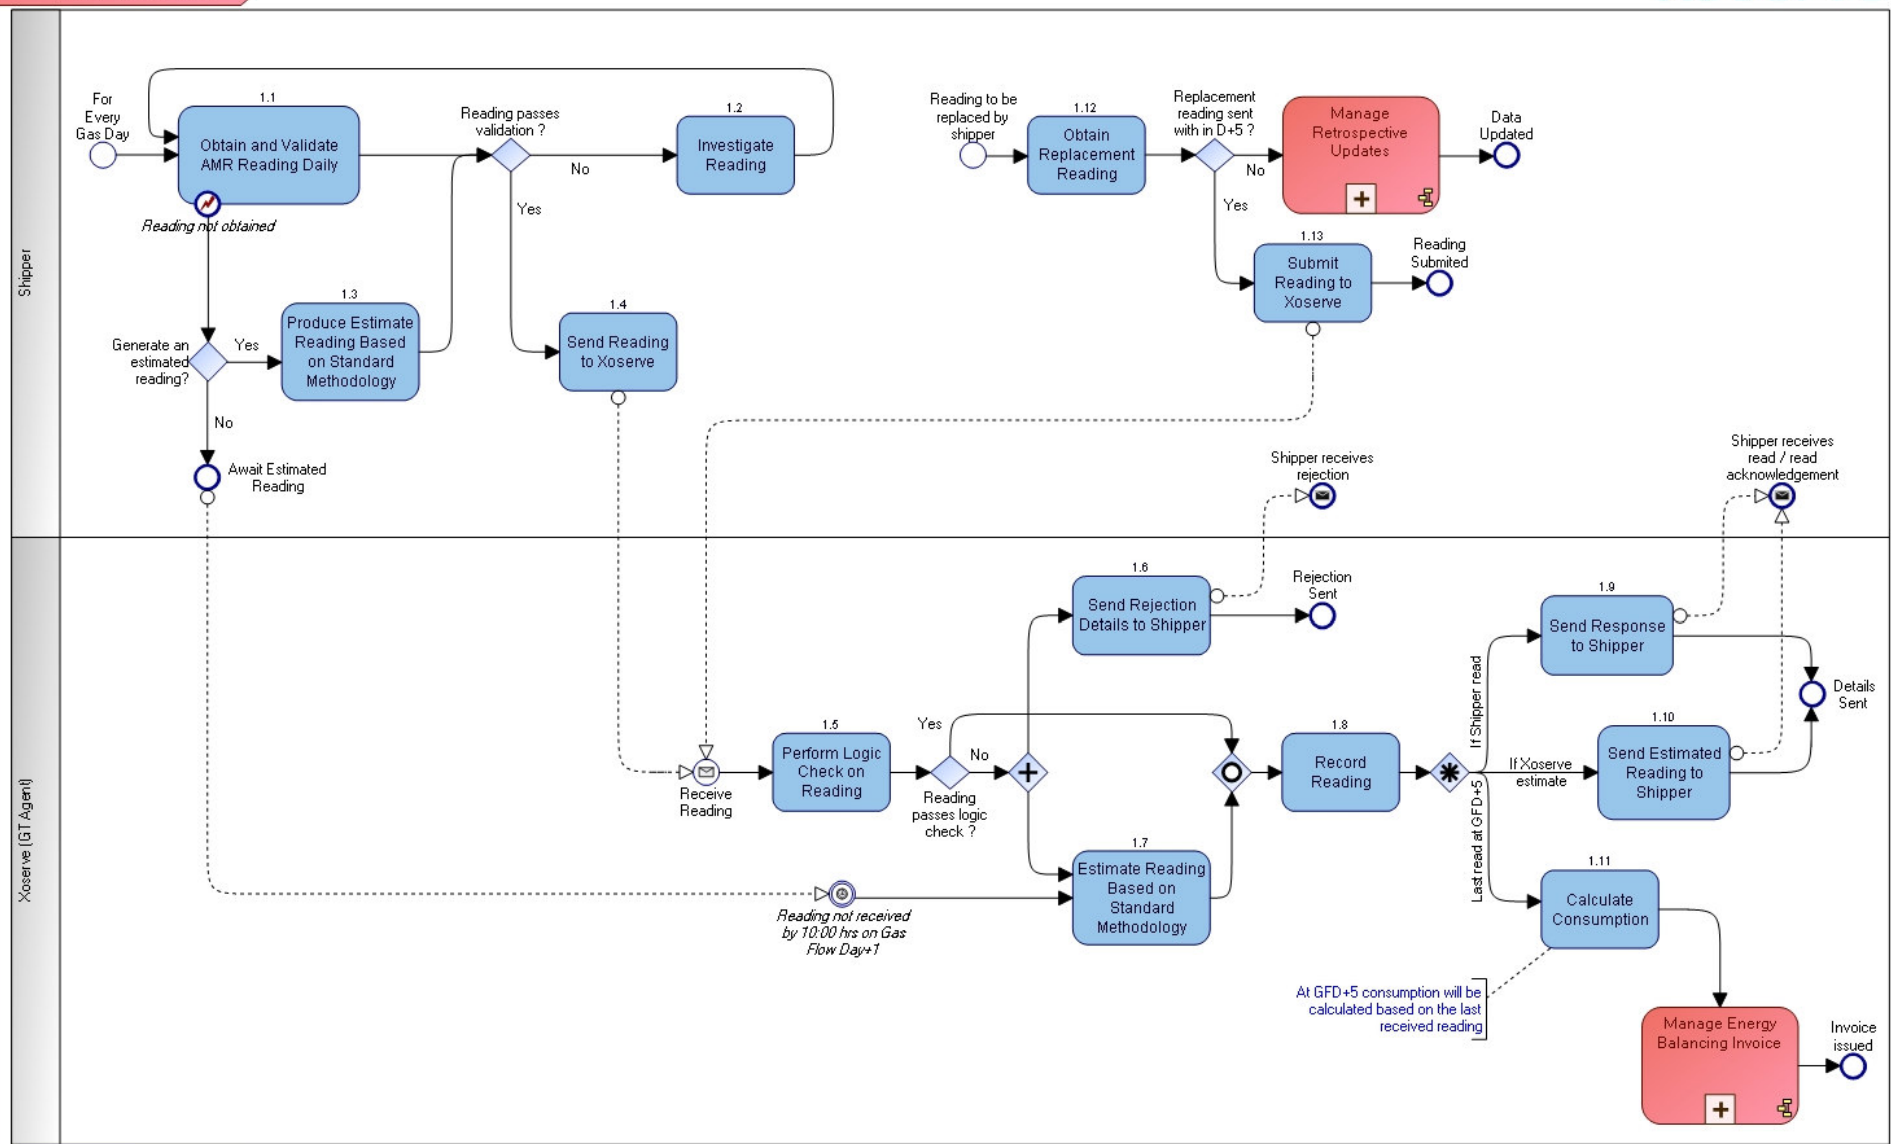 Shipper
For
Every
Gas Day
1.1
Obtain and Validate
AMR Reading Daily
Reading not obtained
Reading passes
validation ?
No
Yes
1.2
Investigate
Reading
Generate an
estimated
reading?
Yes
No
1.3
Produce Estimate
Reading Based
on Standard
Methodology
Await Estimated
Reading
1.4
Send Reading
to Xoserve
Reading to be
replaced by
shipper
1.12
Obtain
Replacement
Reading
Replacement
reading sent
with in D+5 ?
No
Yes
Manage
Retrospective
Updates
Data
Updated
1.13
Submit
Reading to
Xoserve
Reading
Submited
Shipper receives
rejection
Shipper receives
read / read
acknowledgement
Xoserve (GT Agent)
Receive
Reading
1.5
Perform Logic
Check on
Reading
Yes
No
Reading
passes logic
check ?
1.6
Send Rejection
Details to Shipper
Rejection
Sent
Reading not received
by 10:00 hrs on Gas
Flow Day+1
1.7
Estimate Reading
Based on
Standard
Methodology
1.8
Record
Reading
If Shipper read
If Xoserve
estimate
Last read at GFD+5
1.9
Send Response
to Shipper
1.10
Send Estimated
Reading to
Shipper
Details
Sent
1.11
Calculate
Consumption
At GFD+5 consumption will be
calculated based on the last
received reading
Manage Energy
Balancing Invoice
Invoice
issued